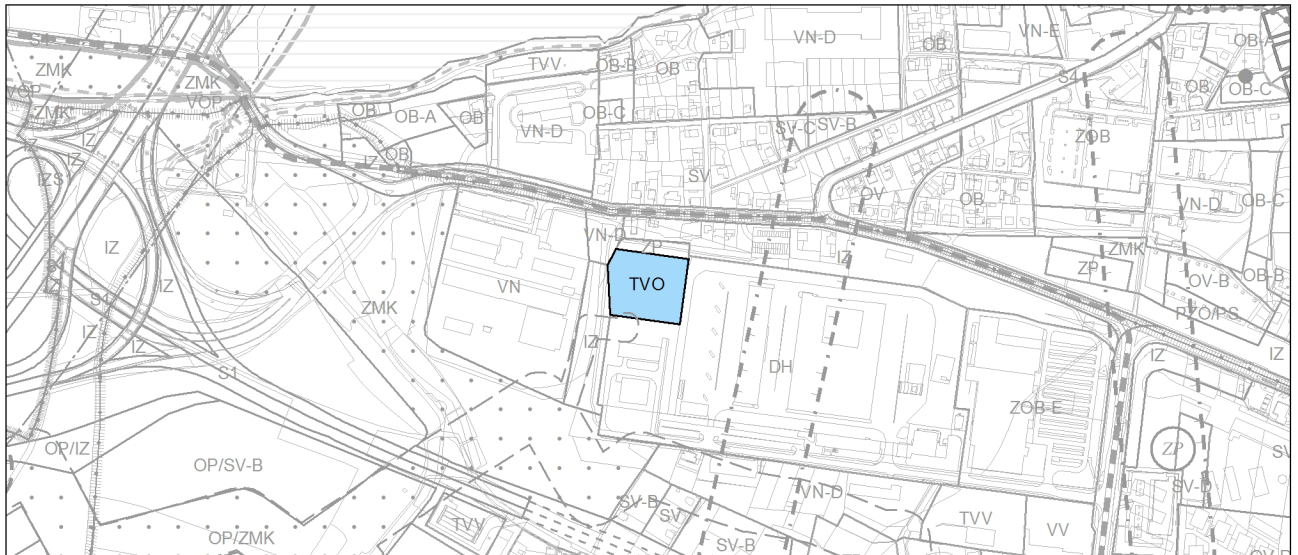 VN-D
VN-E
OB
OB-A
S4
ZMK
TVV
OB-B
OB
ZMK
OB
OB-C
VOP
VOP
ZMK
OB
OB-A
OB
VN-D
OB-C
SV-C
SV-B
ZOB
IZ
IZ
IZS
IZ
OB
SV
OV
OB
VN-D
OB-C
VN-D
ZP
IZ
ZMK
ZP
IZ
IZ
TVO
OV-B
OB-B
VN
PZO/PS
S1
IZ
ZMK
IZ
IZ
IZ
IZ
S1
DH
ZOB-E
OP/IZ
OP/SV-B
ZP
SV-B
SV
VN-D
SV-D
TVV
TVV
VV
OP/ZMK
SV-B